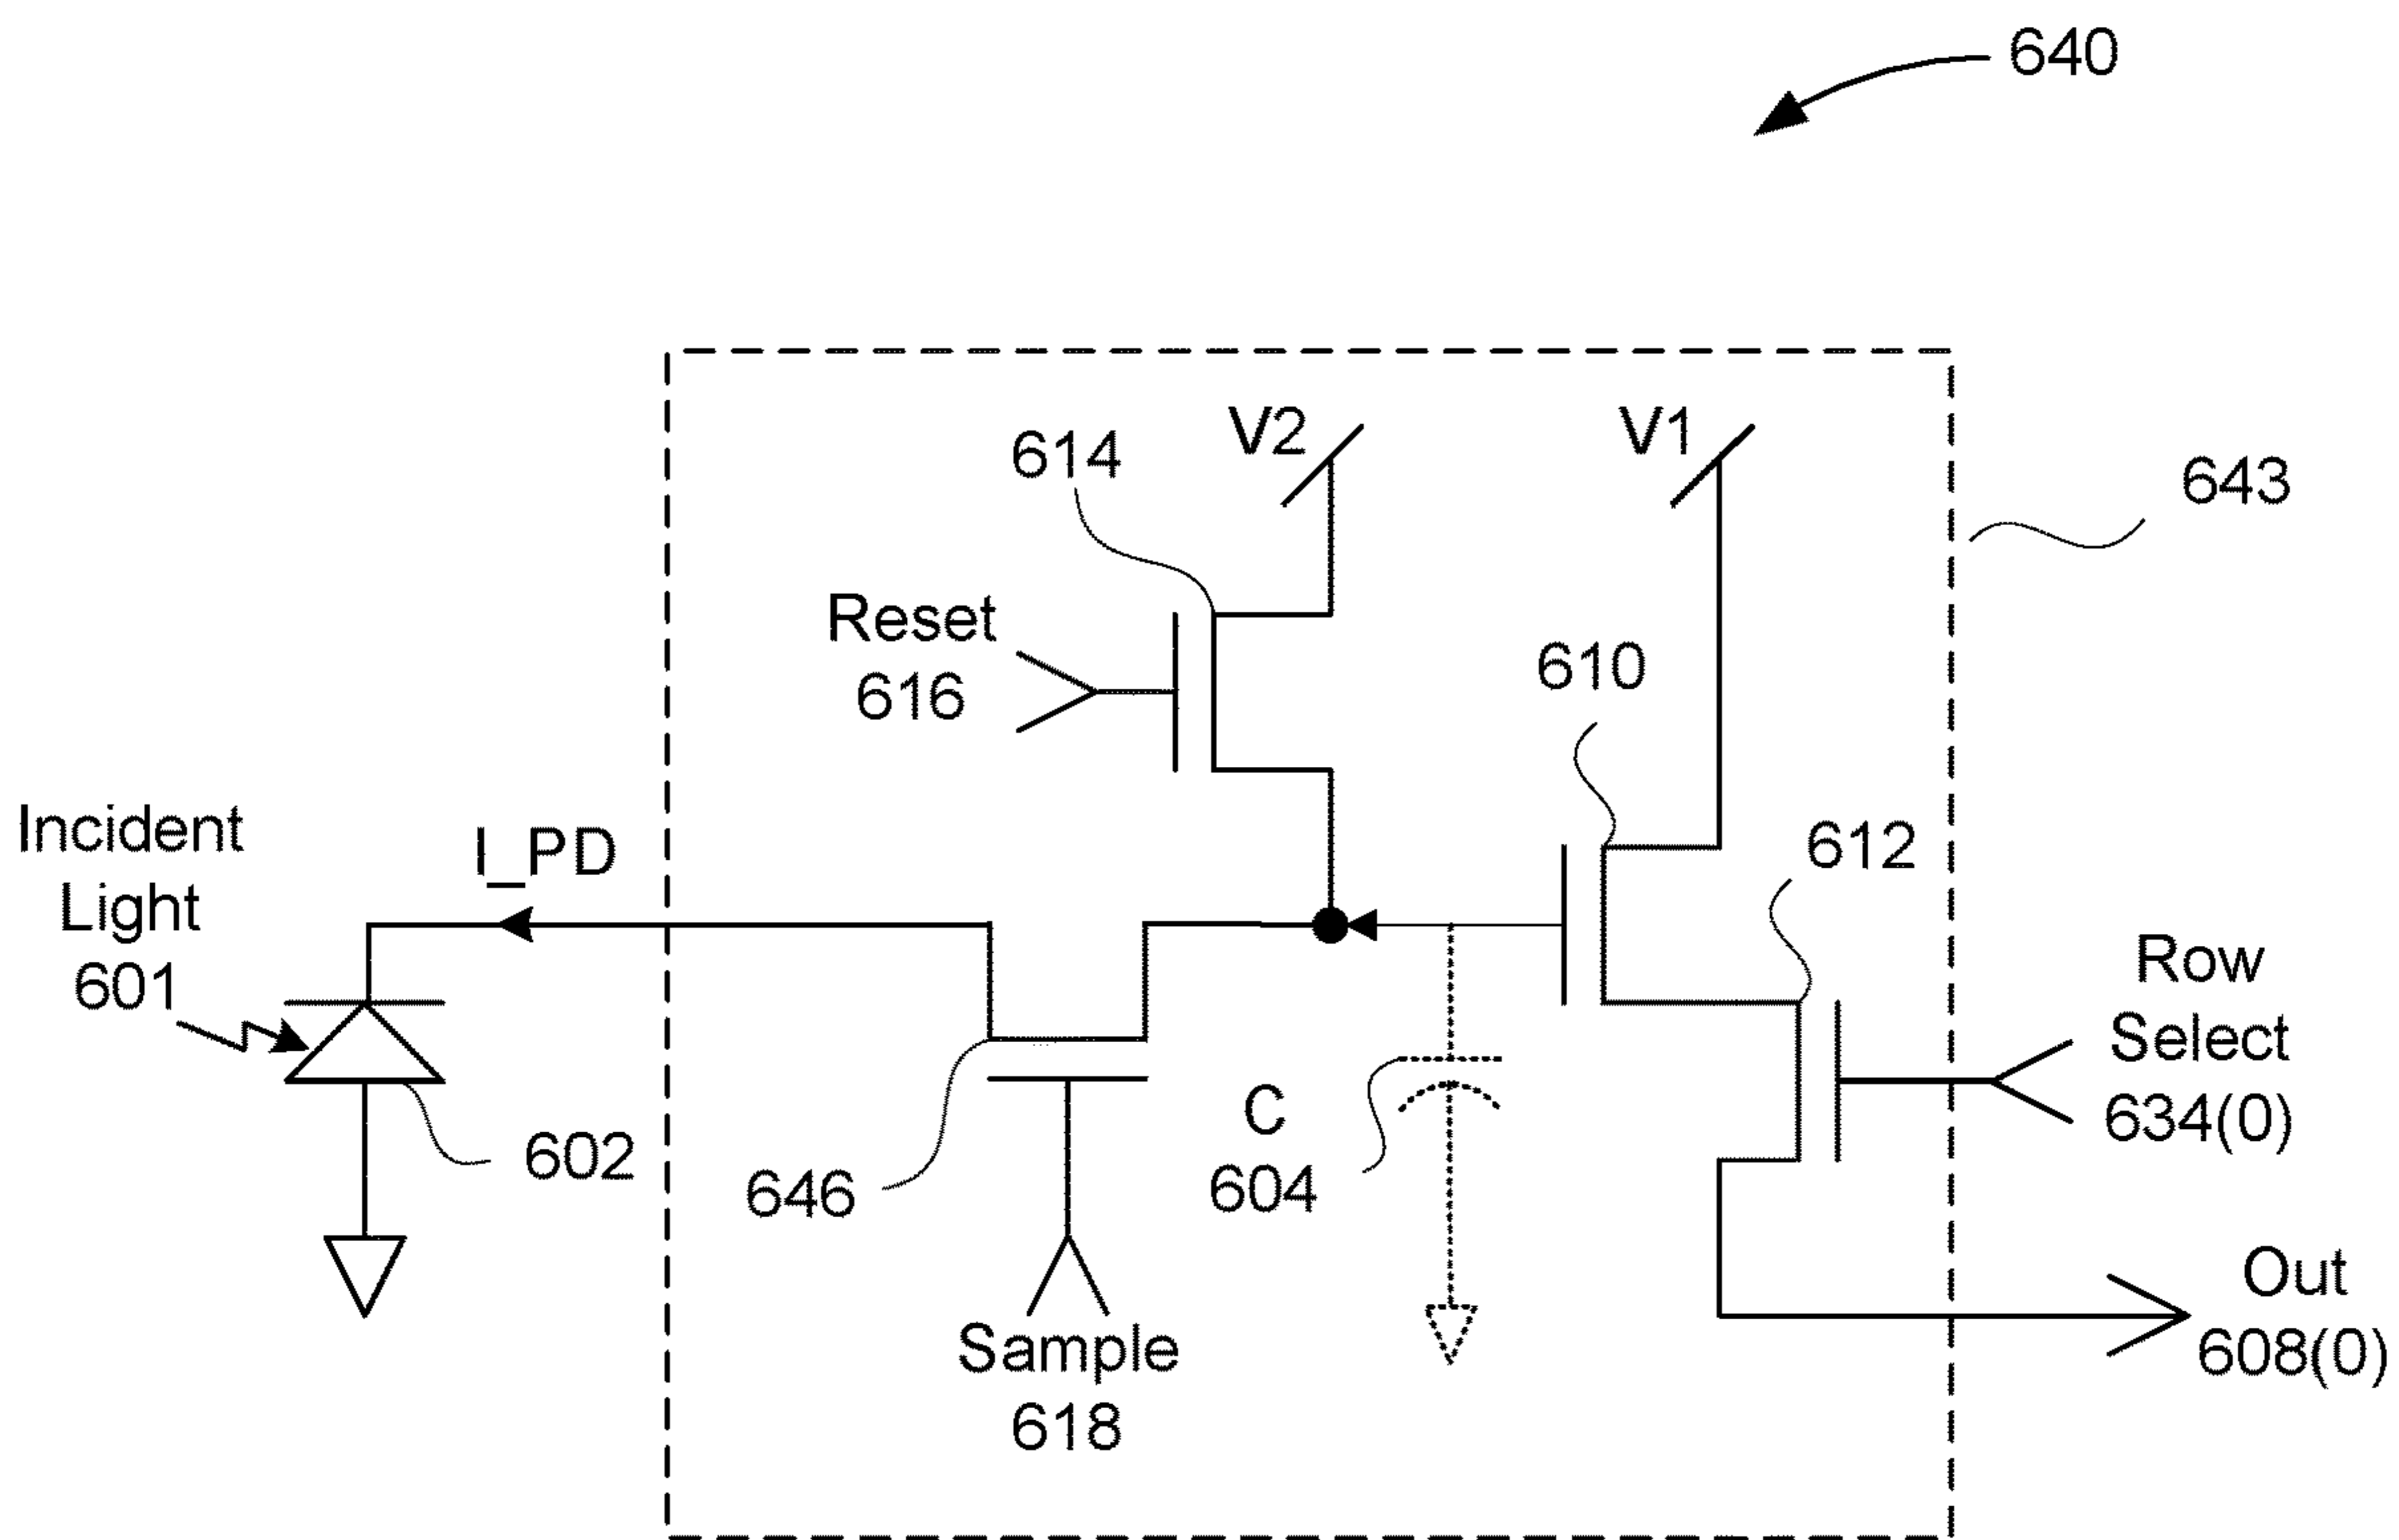 640
V2
V1
614
643
Reset
616
610
Incident
Light
601
I_PD
612
Row
Select
634(0)
602
646
C
604
Sample
618
Out
608(0)